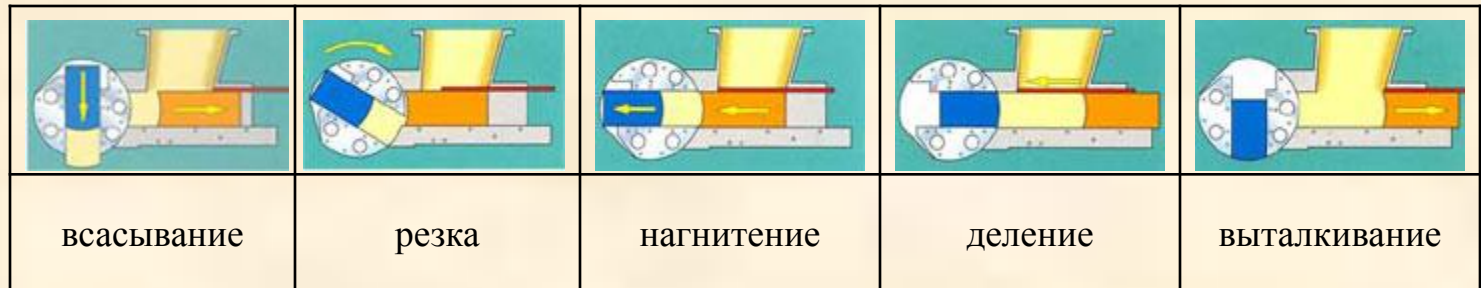 всасывание
резка
нагнитение
деление
выталкивание